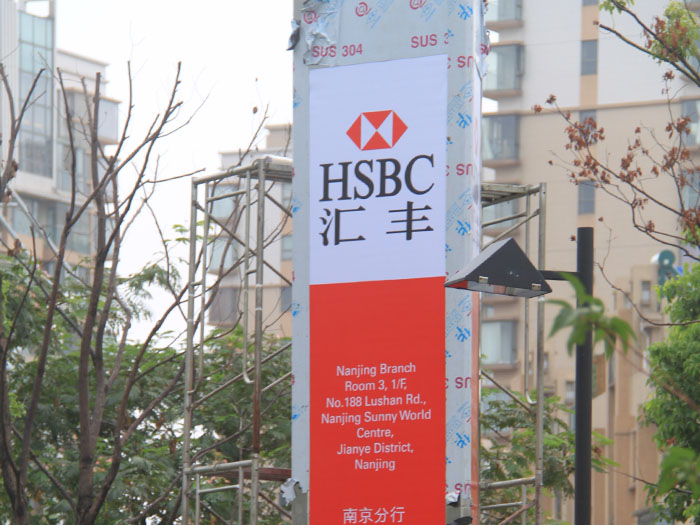 SUS 304
SUS
HSBC
汇丰
Nanjing Branch
Room 3, 1/F,
No.188 Lushan Rd.,
Nanjing Sunny World
Centre,
Jianye District,
Nanjing
南京分行